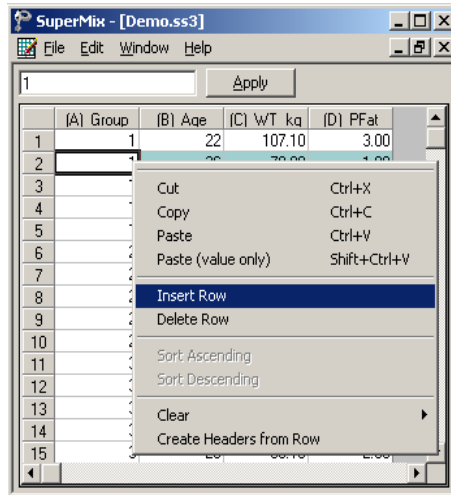 SuperMix - [Demo.ss3]
File Edit Window Help
1 Apply
(A) Group (B) Age (C) WT_kg (D) PFat
1 1 22 107.10 3.00
2
3
4
5
6
7
8
9
10
11
12
13
14
15
Cut Ctrl+X
Copy Ctrl+C
Paste Ctrl+V
Paste (value only) Shift+Ctrl+V
Insert Row
Delete Row
Sort Ascending
Sort Descending
Clear
Create Headers from Row